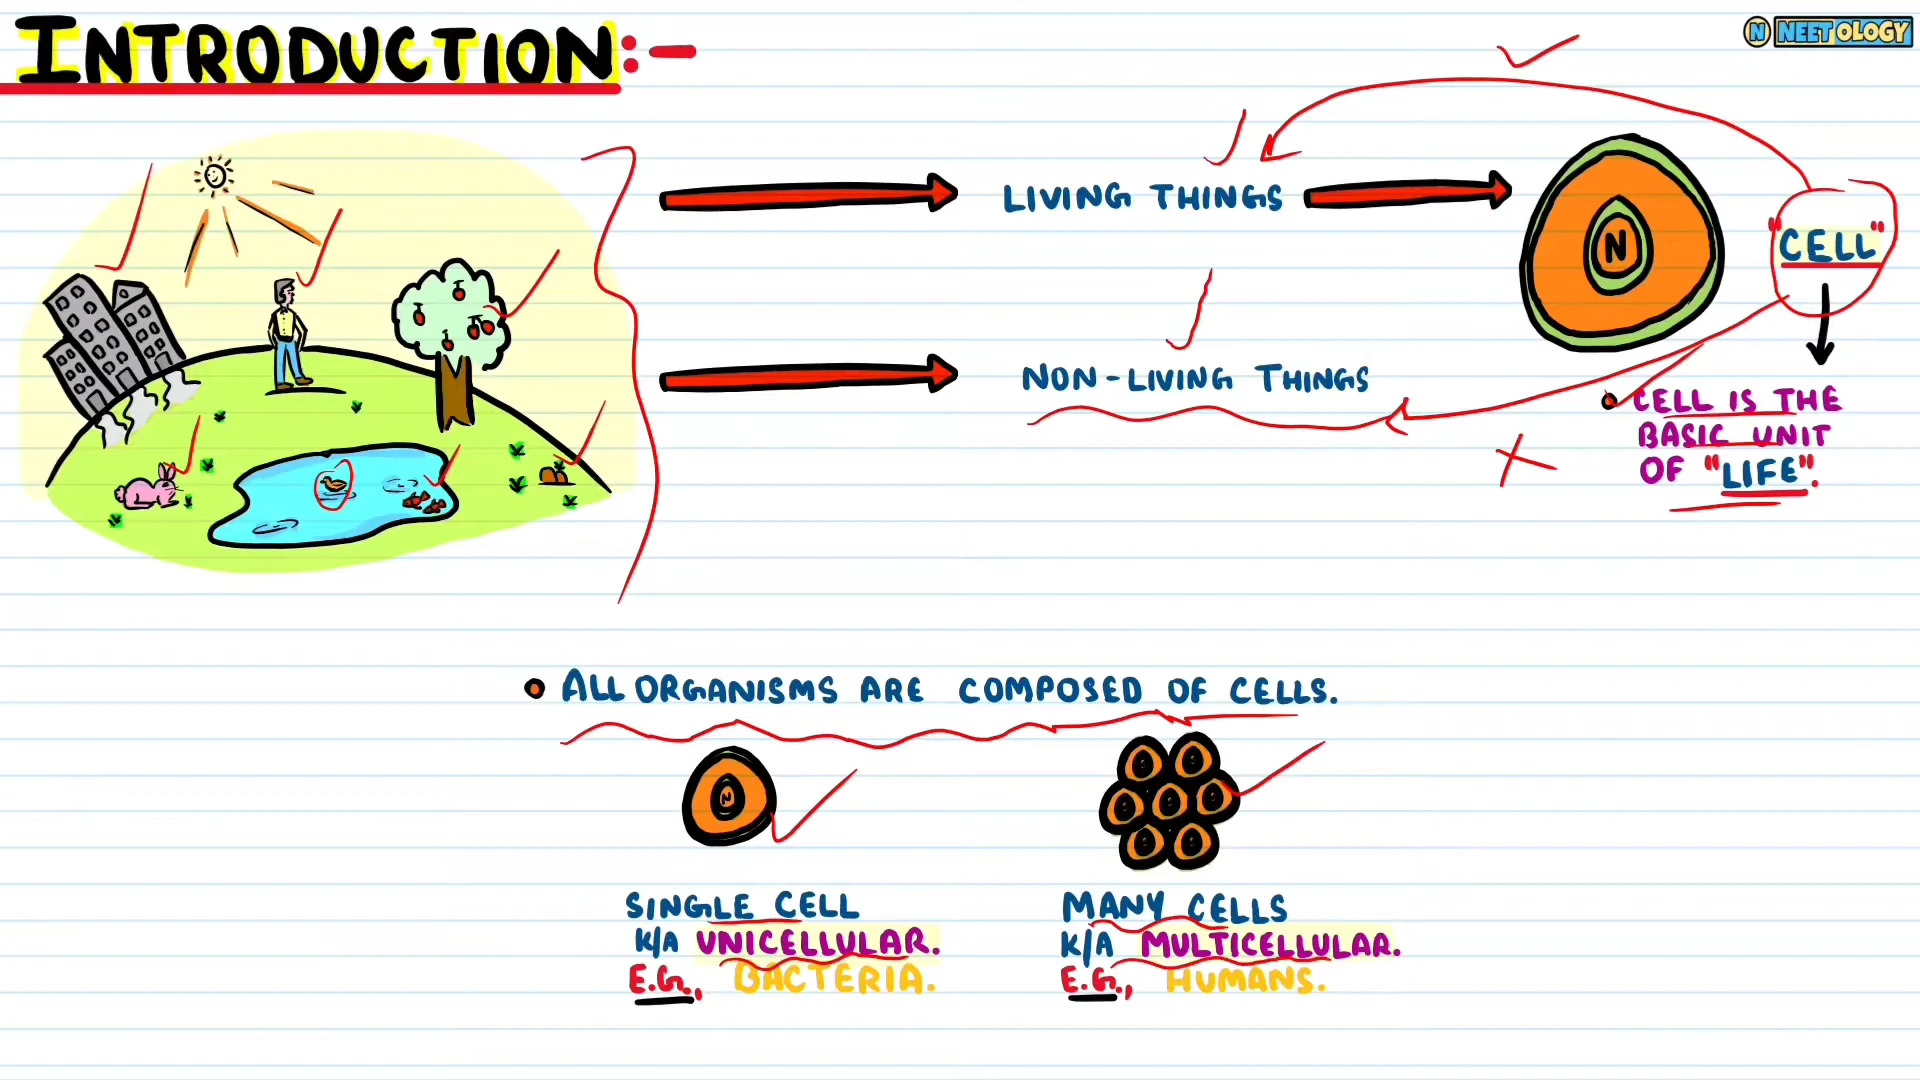 INTRODUCTION:-
N NEETOLOGY
LIVING THINGS
N
"CELL"
NON-LIVING THINGS
CELL IS THE
BASIC UNIT
OF "LIFE".
ALL ORGANISMS ARE COMPOSED OF CELLS.
N
SINGLE CELL
K/A UNICELLULAR.
E.G., BACTERIA.
MANY CELLS
K/A MULTICELLULAR.
E.G., HUMANS.